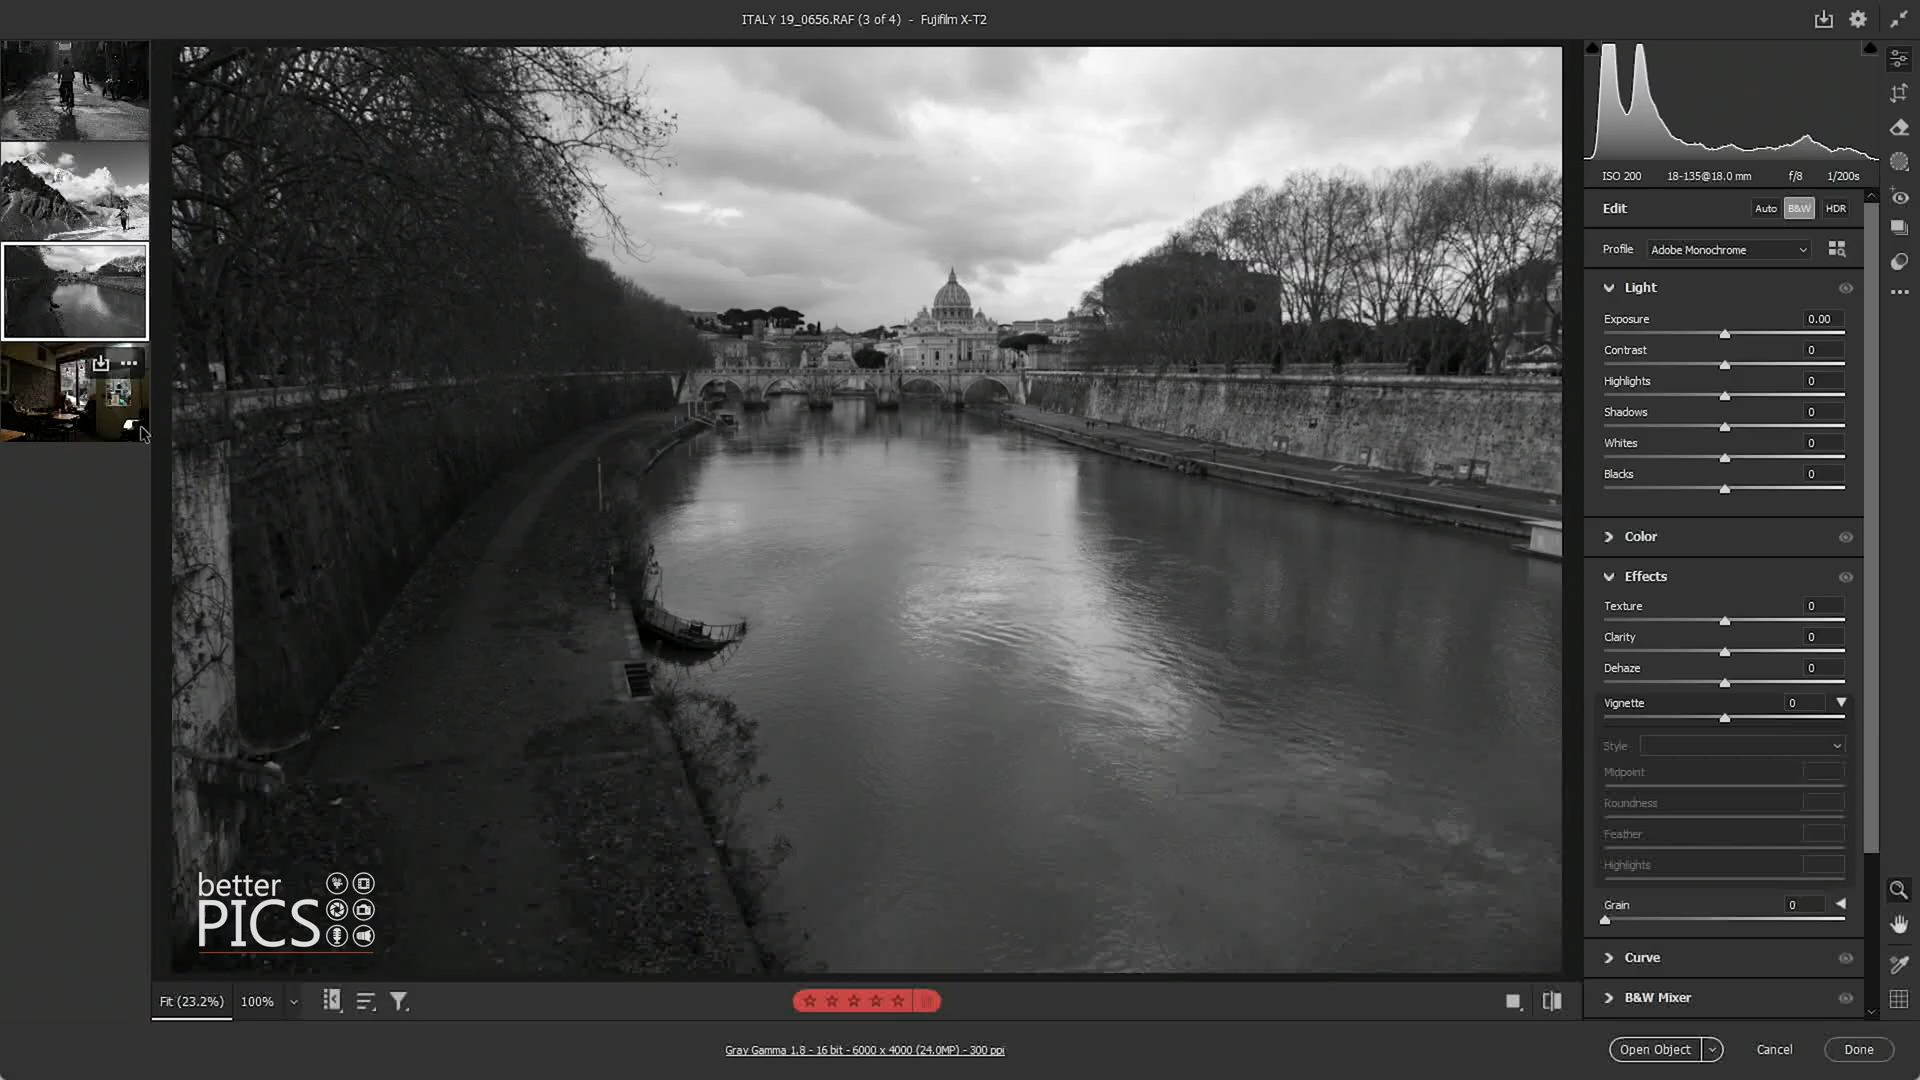 ITALY 19_0656.RAF (3 of 4) - Fujifilm X-T2
ISO 200 18-135@18.0 mm f/8 1/200s
Edit Auto B&W HDR
Profile Adobe Monochrome
Light
Exposure 0.00
Contrast 0
Highlights 0
Shadows 0
Whites 0
Blacks 0
Color
Effects
Texture 0
Clarity 0
Dehaze 0
Vignette 0
Style
Midpoint
Roundness
Feather
Highlights
Grain 0
Curve
B&W Mixer
better
PICS
Fit (23.2%) 100%
Gray Gamma 1.8 - 16 bit - 6000 x 4000 (24.0MP) - 300 ppi
Open Object Cancel Done